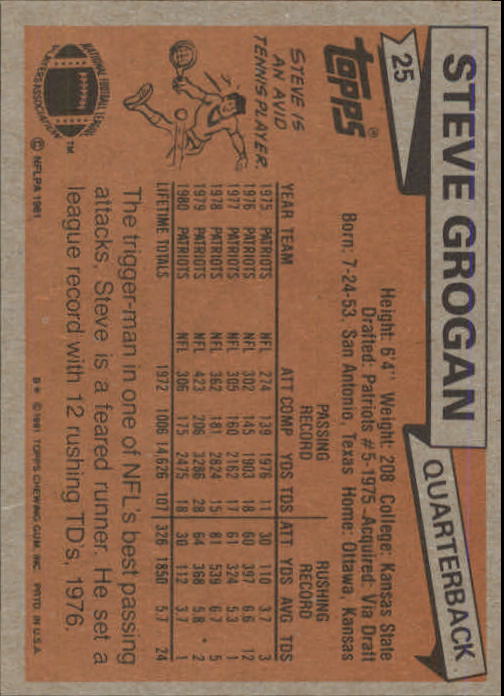 STEVE GROGAN
QUARTERBACK
25
topps®
Height: 6'4" Weight: 208 College: Kansas State
Drafted: Patriots #5-1975 -Acquired: Via Draft
Born: 7-24-53, San Antonio, Texas Home: Ottawa, Kansas
STEVE IS
AN AVID
TENNIS PLAYER.
PASSING RECORD RUSHING RECORD
YEAR TEAM ATT COMP YDS TDS ATT YDS AVG TDS
1975 PATRIOTS NFL 274 139 1976 11 30 110 3.7 3
1976 PATRIOTS NFL 302 145 1903 18 60 397 6.6 12
1977 PATRIOTS NFL 305 160 2162 17 61 324 5.3 1
1978 PATRIOTS NFL 362 181 2824 15 81 539 6.7 5
1979 PATRIOTS NFL 423 206 3286 28 64 368 5.8 2
1980 PATRIOTS NFL 306 175 2475 18 30 112 3.7 1
LIFETIME TOTALS 1972 1006 14,626 107 326 1850 5.7 24
The trigger-man in one of NFL's best passing
attacks, Steve is a feared runner. He set a
league record with 12 rushing TD's, 1976.
NATIONAL FOOTBALL LEAGUE
PLAYERS ASSOCIATION
TM
© NFLPA 1981
B* © 1981 TOPPS CHEWING GUM, INC. PRTD. IN U.S.A.